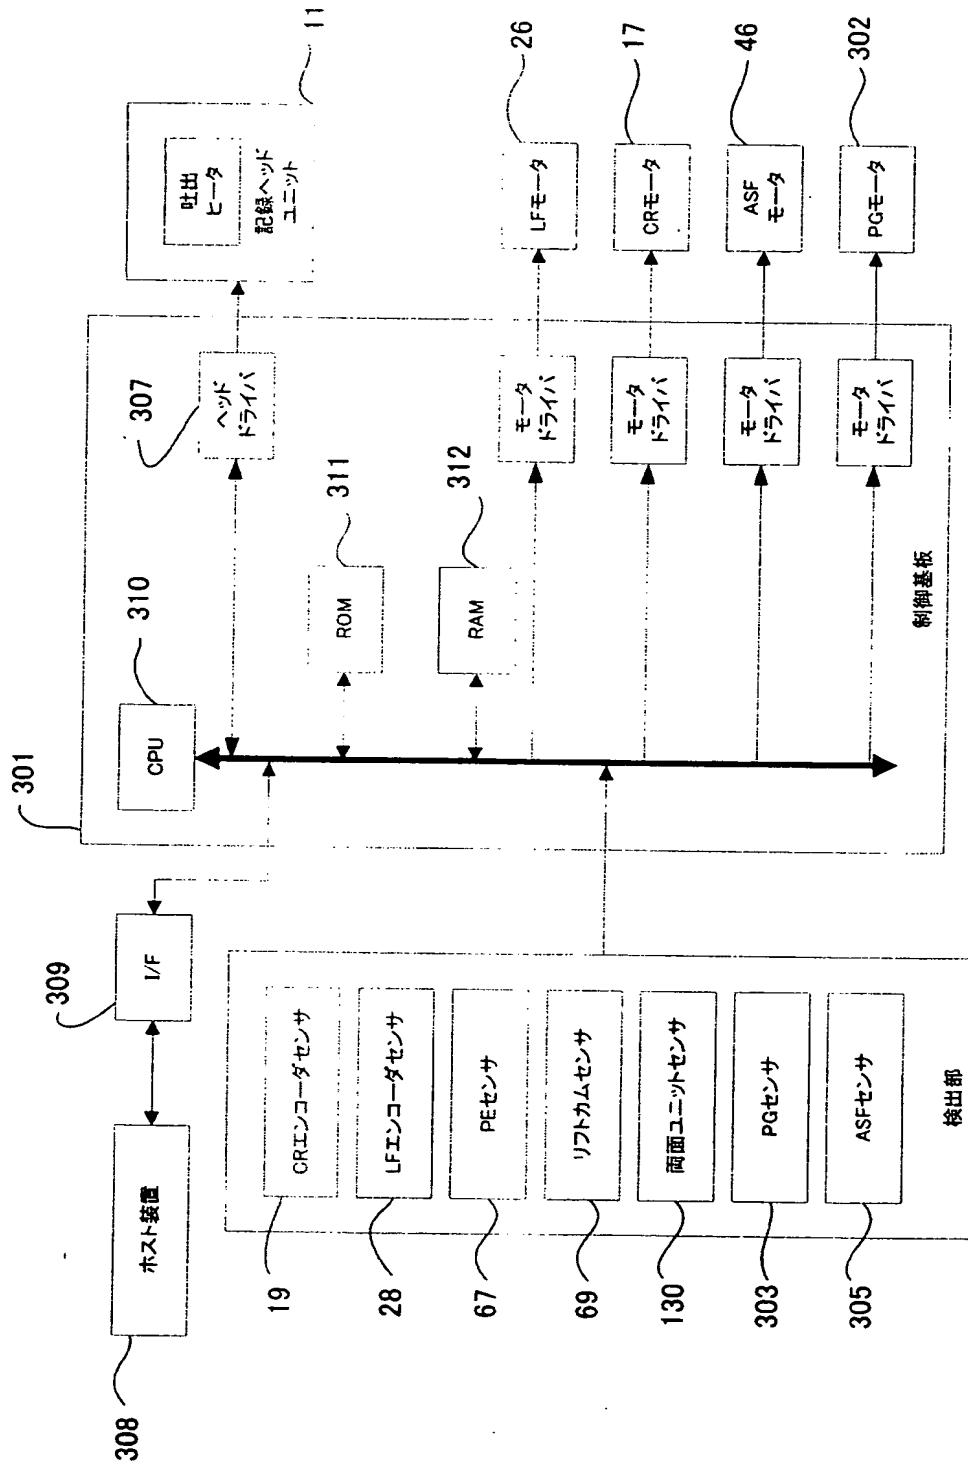 308
ホスト装置
309
I/F
301
310
CPU
311
ROM
312
RAM
307
ヘッド
ドライバ
吐出
ヒータ
記録ヘッド
ユニット
11
19
CRエンコーダセンサ
28
LFエンコーダセンサ
67
PEセンサ
69
リフトカムセンサ
130
両面ユニットセンサ
303
PGセンサ
305
ASFセンサ
検出部
モータ
ドライバ
LFモータ
26
モータ
ドライバ
CRモータ
17
モータ
ドライバ
ASF
モータ
46
モータ
ドライバ
PGモータ
302
制御基板